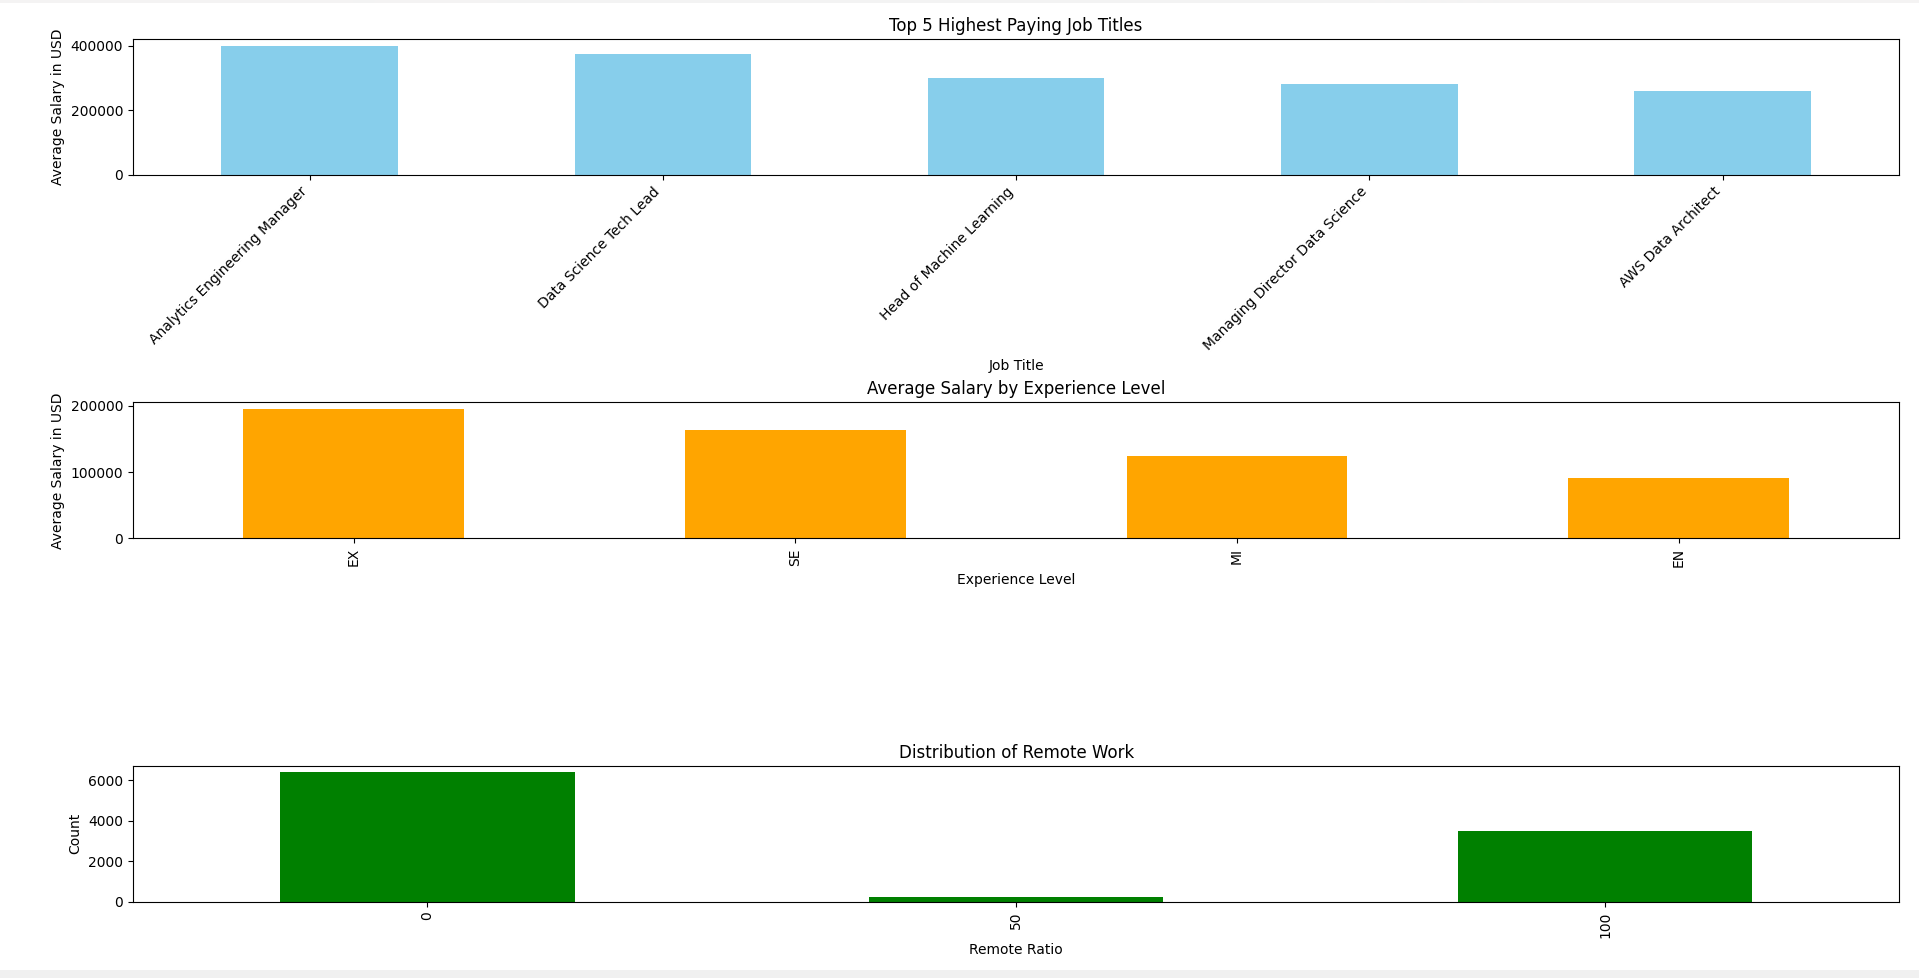 Top 5 Highest Paying Job Titles
Average Salary in USD
400000
200000
0
Analytics Engineering Manager
Data Science Tech Lead
Head of Machine Learning
Managing Director Data Science
AWS Data Architect
Job Title
Average Salary by Experience Level
Average Salary in USD
200000
100000
0
EX
SE
MI
EN
Experience Level
Distribution of Remote Work
Count
6000
4000
2000
0
0
50
100
Remote Ratio